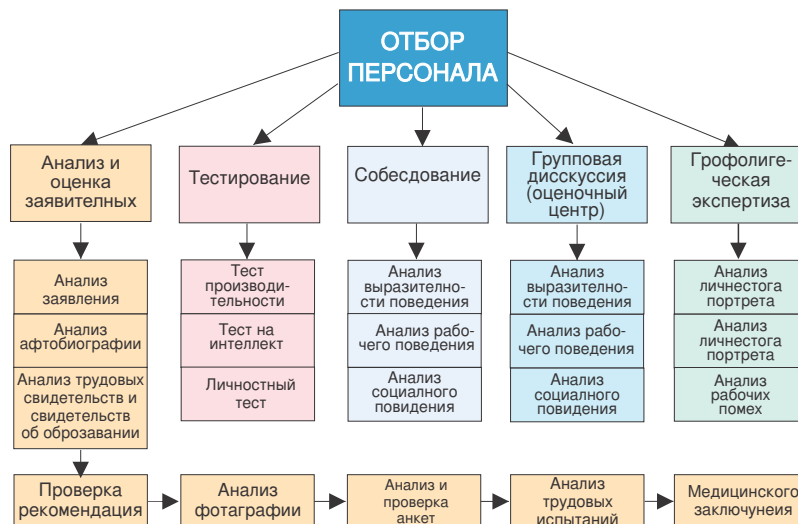 ОТБОР
ПЕРСОНАЛА
Анализ и
оценка
заявителных
Тестирование
Собесдование
Групповая
дисскуссия
(оценочный
центр)
Грофолиге-
ческая
экспертиза
Анализ
заявления
Анализ
афтобиографии
Анализ трудовых
свидетельств и
свидетельств
об оброзавании
Тест
производи-
тельности
Тест на
интеллект
Личностный
тест
Анализ
выразително-
сти поведения
Анализ рабо-
чего поведения
Анализ
социалного
повидения
Анализ
выразително-
сти поведения
Анализ рабо-
чего поведения
Анализ
социалного
повидения
Анализ
личнестога
портрета
Анализ
личнестога
портрета
Анализ
рабочих
помех
Проверка
рекомендация
Анализ
фотаграфии
Анализ и
проверка
анкет
Анализ
трудовых
испытаний
Медицинского
заключунеия